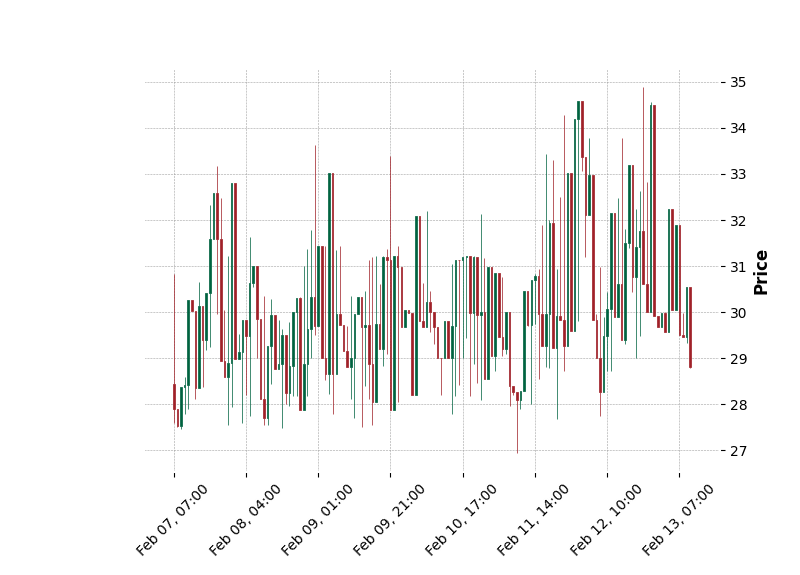 35
34
33
32
31
30
29
28
27
Price
Feb 07, 07:00
Feb 08, 04:00
Feb 09, 01:00
Feb 09, 21:00
Feb 10, 17:00
Feb 11, 14:00
Feb 12, 10:00
Feb 13, 07:00